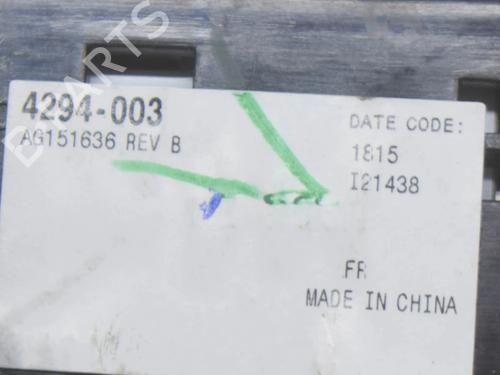 4294-003
AG151636 REV B
DATE CODE:
1815
I21438
FR
MADE IN CHINA